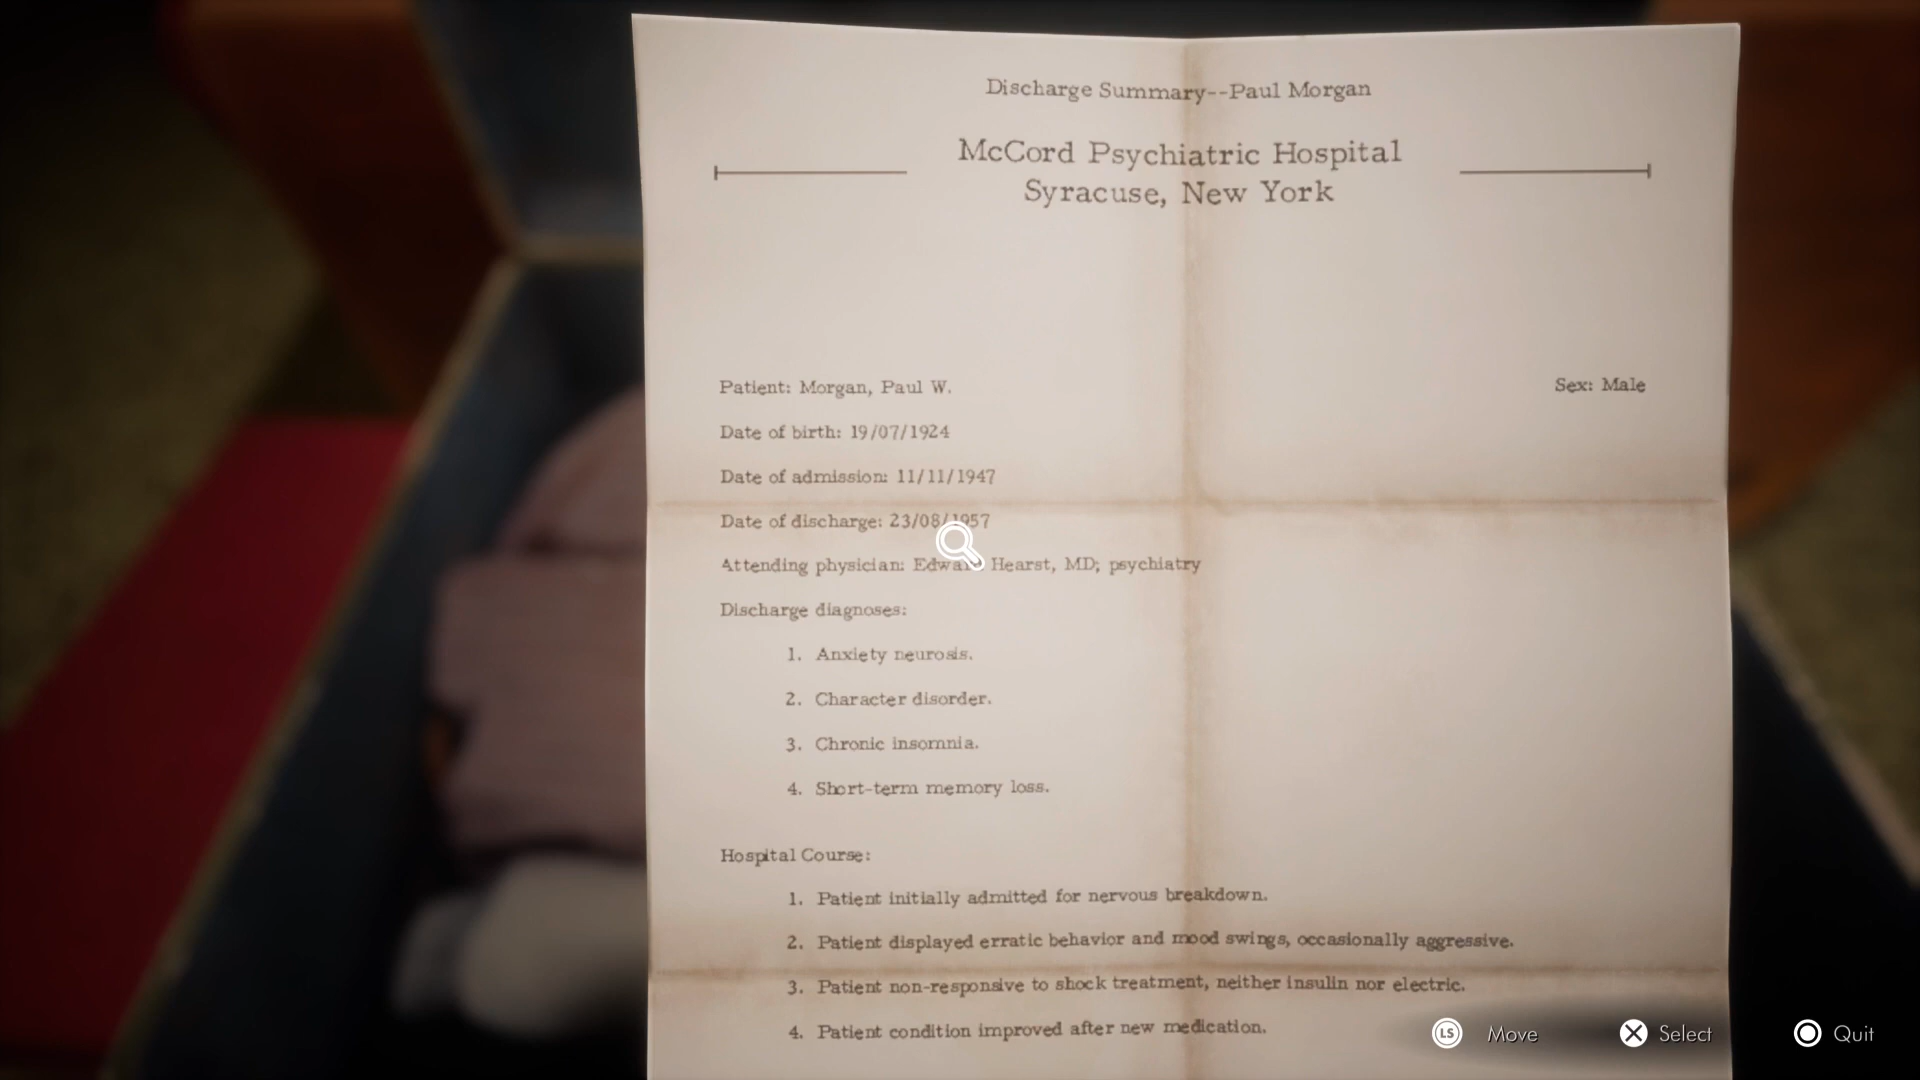 Discharge Summary--Paul Morgan
McCord Psychiatric Hospital
Syracuse, New York
Patient: Morgan, Paul W.
Sex: Male
Date of birth: 19/07/1924
Date of admission: 11/11/1947
Date of discharge: 23/08/1957
Attending physician: Edward Hearst, MD; psychiatry
Discharge diagnoses:
1. Anxiety neurosis.
2. Character disorder.
3. Chronic insomnia.
4. Short-term memory loss.
Hospital Course:
1. Patient initially admitted for nervous breakdown.
2. Patient displayed erratic behavior and mood swings, occasionally aggressive.
3. Patient non-responsive to shock treatment, neither insulin nor electric.
4. Patient condition improved after new medication.
LS Move Select Quit